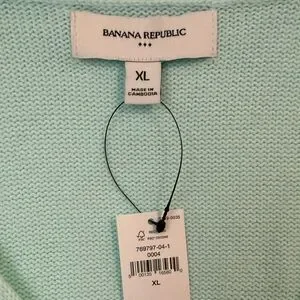 BANANA REPUBLIC
XL
MADE IN
CAMBODIA
769797-04-1
0004
XL